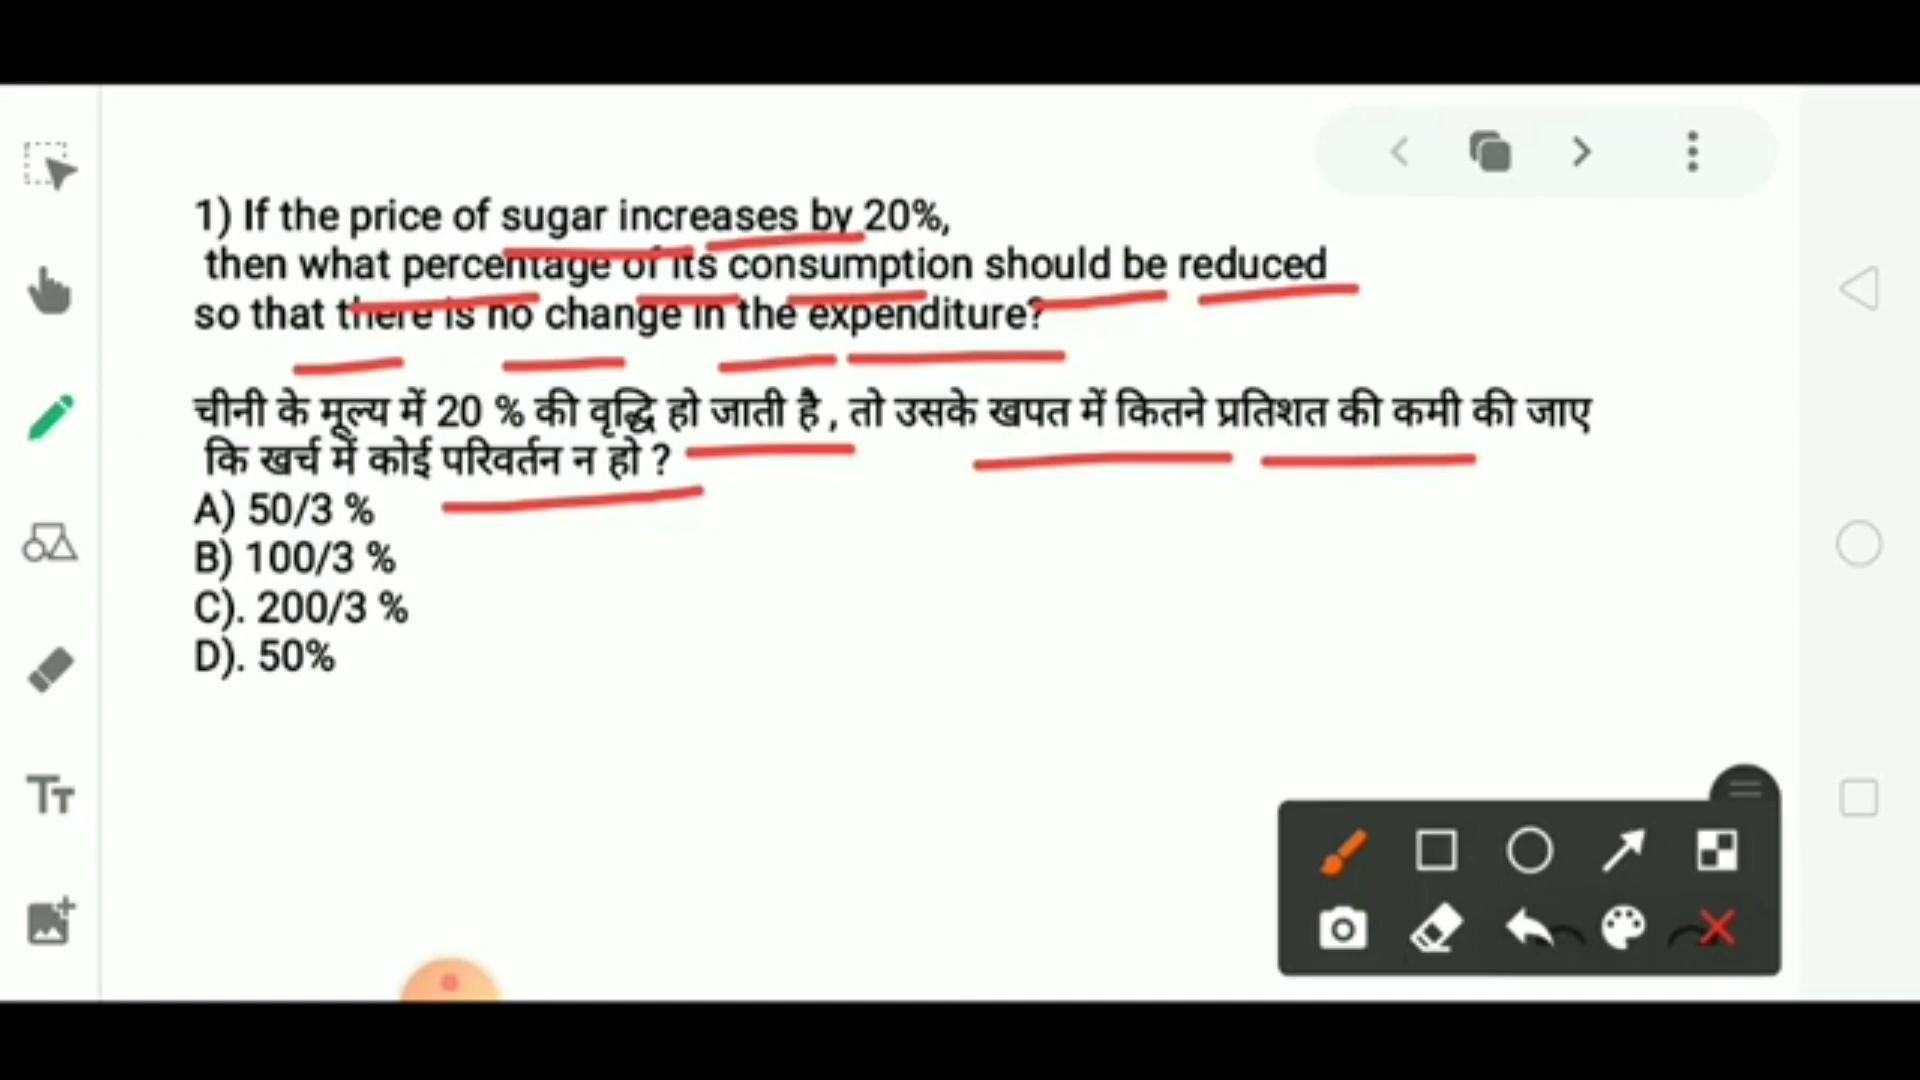 1) If the price of sugar increases by 20%,
then what percentage of its consumption should be reduced
so that there is no change in the expenditure?
चीनी के मूल्य में 20 % की वृद्धि हो जाती है , तो उसके खपत में कितने प्रतिशत की कमी की जाए
कि खर्च में कोई परिवर्तन न हो ?
A) 50/3 %
B) 100/3 %
C). 200/3 %
D). 50%